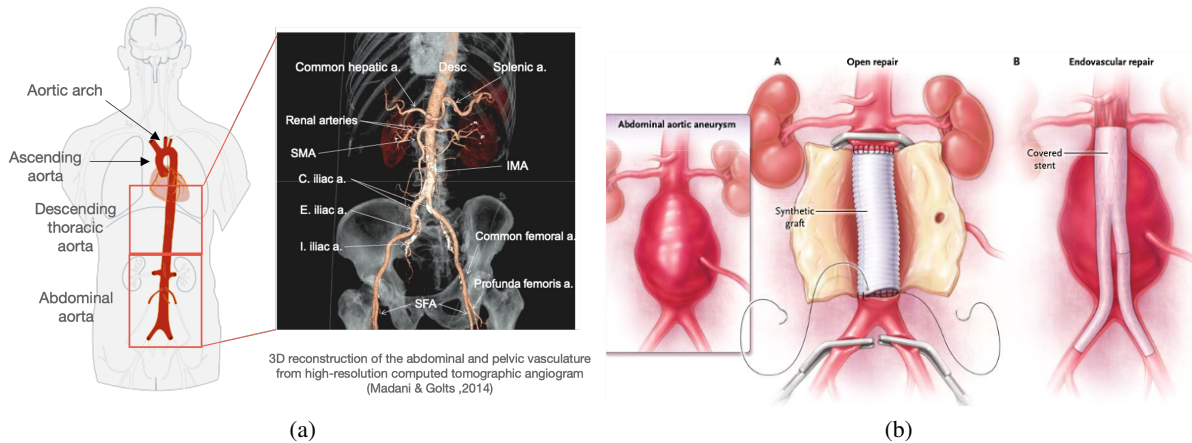 Aortic arch
Ascending
aorta
Descending
thoracic
aorta
Abdominal
aorta
Common hepatic a.
Desc
Splenic a.
Renal arteries
SMA
IMA
C. iliac a.
E. iliac a.
I. iliac a.
Common femoral a.
Profunda femoris a.
SFA
3D reconstruction of the abdominal and pelvic vasculature
from high-resolution computed tomographic angiogram
(Madani & Golts ,2014)
(a)
Abdominal aortic aneurysm
A
Open repair
Synthetic
graft
B
Endovascular repair
Covered
stent
(b)